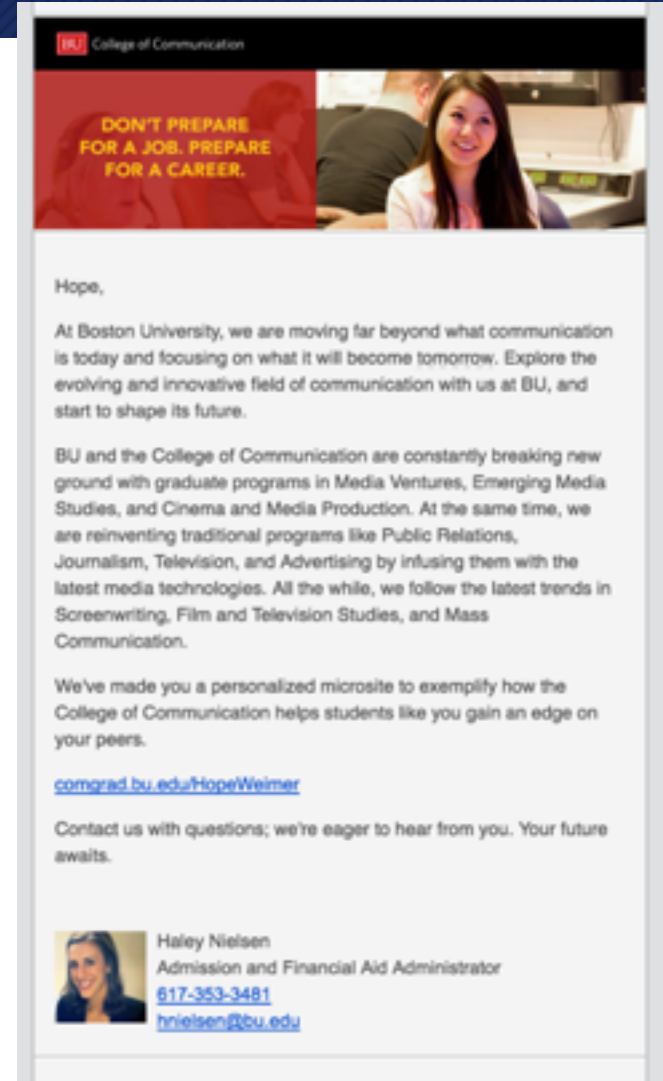 BU College of Communication
DON'T PREPARE
FOR A JOB. PREPARE
FOR A CAREER.
Hope,
At Boston University, we are moving far beyond what communication
is today and focusing on what it will become tomorrow. Explore the
evolving and innovative field of communication with us at BU, and
start to shape its future.
BU and the College of Communication are constantly breaking new
ground with graduate programs in Media Ventures, Emerging Media
Studies, and Cinema and Media Production. At the same time, we
are reinventing traditional programs like Public Relations,
Journalism, Television, and Advertising by infusing them with the
latest media technologies. All the while, we follow the latest trends in
Screenwriting, Film and Television Studies, and Mass
Communication.
We've made you a personalized microsite to exemplify how the
College of Communication helps students like you gain an edge on
your peers.
comgrad.bu.edu/HopeWeimer
Contact us with questions; we're eager to hear from you. Your future
awaits.
Haley Nielsen
Admission and Financial Aid Administrator
617-353-3481
hnielsen@bu.edu